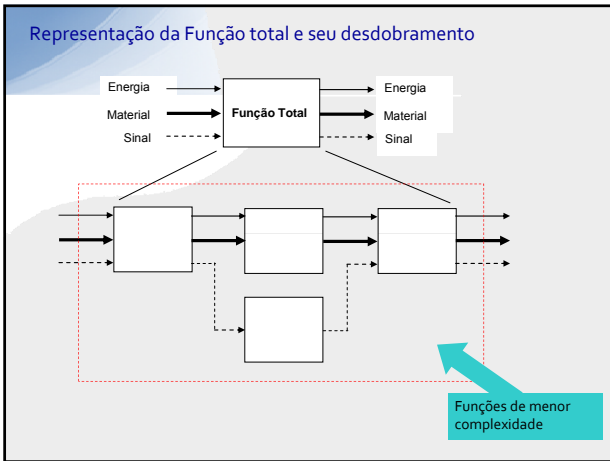 Representação da Função total e seu desdobramento
Energia
Material
Sinal
Função Total
Energia
Material
Sinal
Funções de menor
complexidade